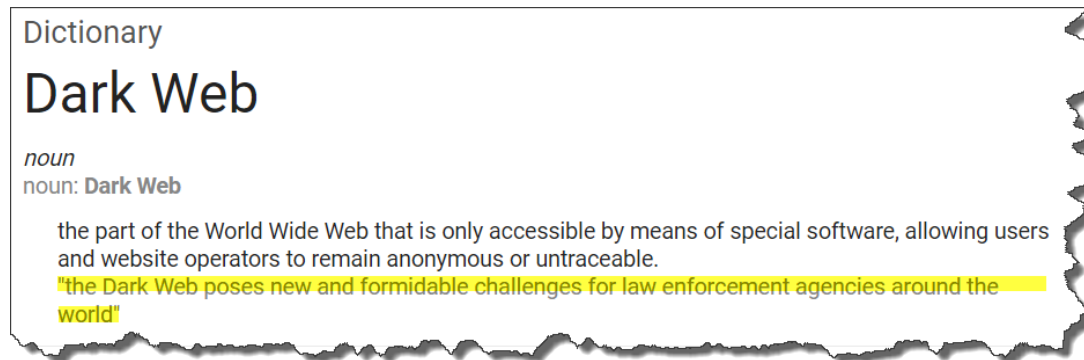 Dictionary
Dark Web
noun
noun: Dark Web
the part of the World Wide Web that is only accessible by means of special software, allowing users
and website operators to remain anonymous or untraceable.
"the Dark Web poses new and formidable challenges for law enforcement agencies around the
world"